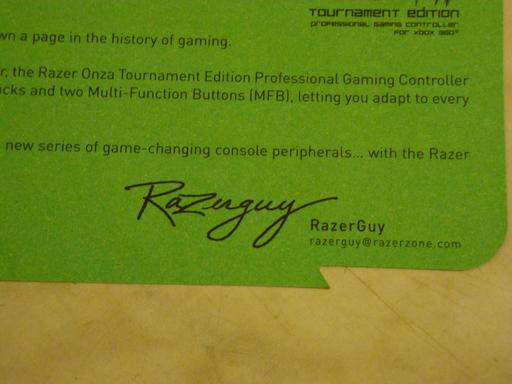 TOURNAMENT EDITION
PROFESSIONAL GAMING CONTROLLER
FOR XBOX 360®
wn a page in the history of gaming.
r, the Razer Onza Tournament Edition Professional Gaming Controller
icks and two Multi-Function Buttons (MFB), letting you adapt to every
new series of game-changing console peripherals... with the Razer
Razerguy
RazerGuy
razerguy@razerzone.com